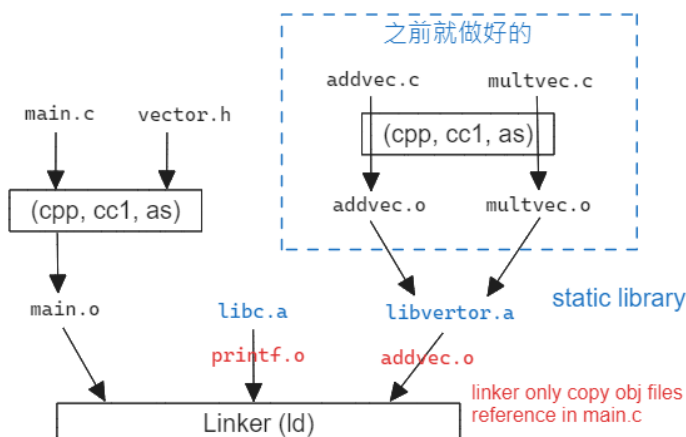 之前就做好的
addvec.c multvec.c
main.c vector.h
(cpp, cc1, as)
(cpp, cc1, as)
addvec.o multvec.o
main.o libc.a libvertor.a static library
printf.o addvec.o
linker only copy obj files
reference in main.c
Linker (ld)